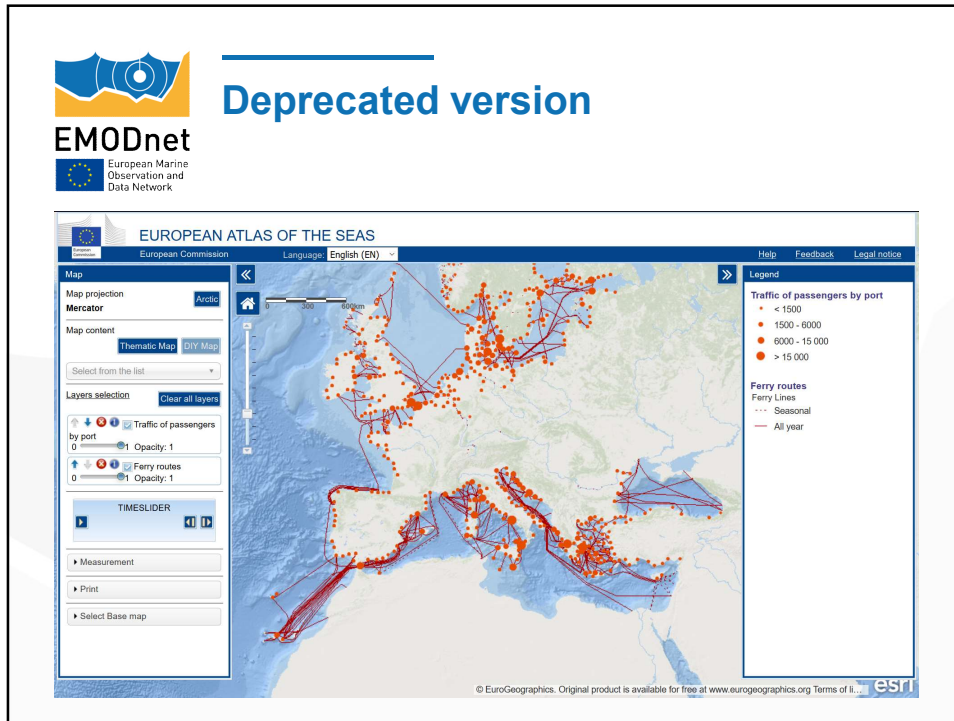 Deprecated version
EMODnet
European Marine
Observation and
Data Network
EUROPEAN ATLAS OF THE SEAS
European
Commission
European Commission
Language: English (EN)
Help Feedback Legal notice
Map
Map projection
Mercator
Arctic
Map content
Thematic Map DIY Map
Select from the list
Layers selection Clear all layers
Traffic of passengers
by port
0 1 Opacity: 1
Ferry routes
0 1 Opacity: 1
TIMESLIDER
Measurement
Print
Select Base map
0 300 600km
Legend
Traffic of passengers by port
< 1500
1500 - 6000
6000 - 15 000
> 15 000
Ferry routes
Ferry Lines
Seasonal
All year
© EuroGeographics. Original product is available for free at www.eurogeographics.org Terms of li...
esri